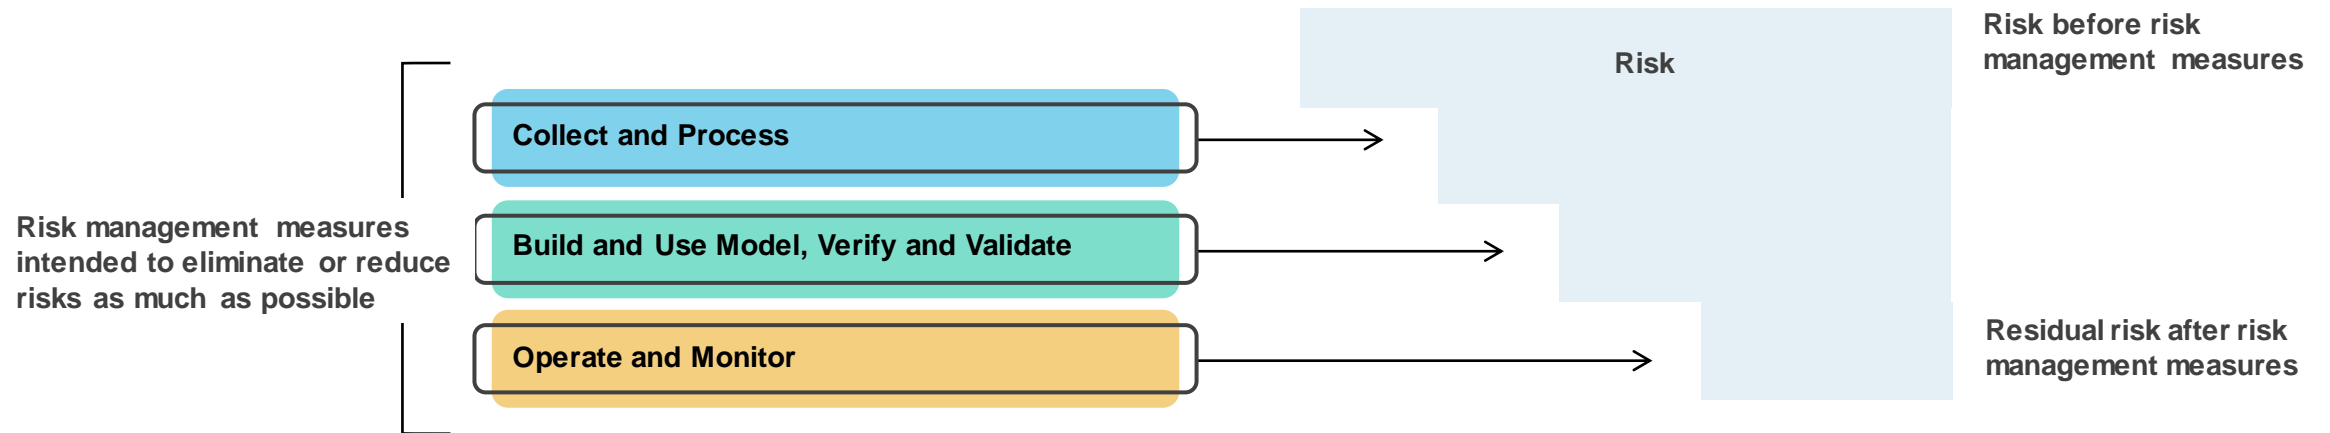 Risk before risk
management measures
Risk
Collect and Process
Risk management measures
intended to eliminate or reduce
risks as much as possible
Build and Use Model, Verify and Validate
Operate and Monitor
Residual risk after risk
management measures